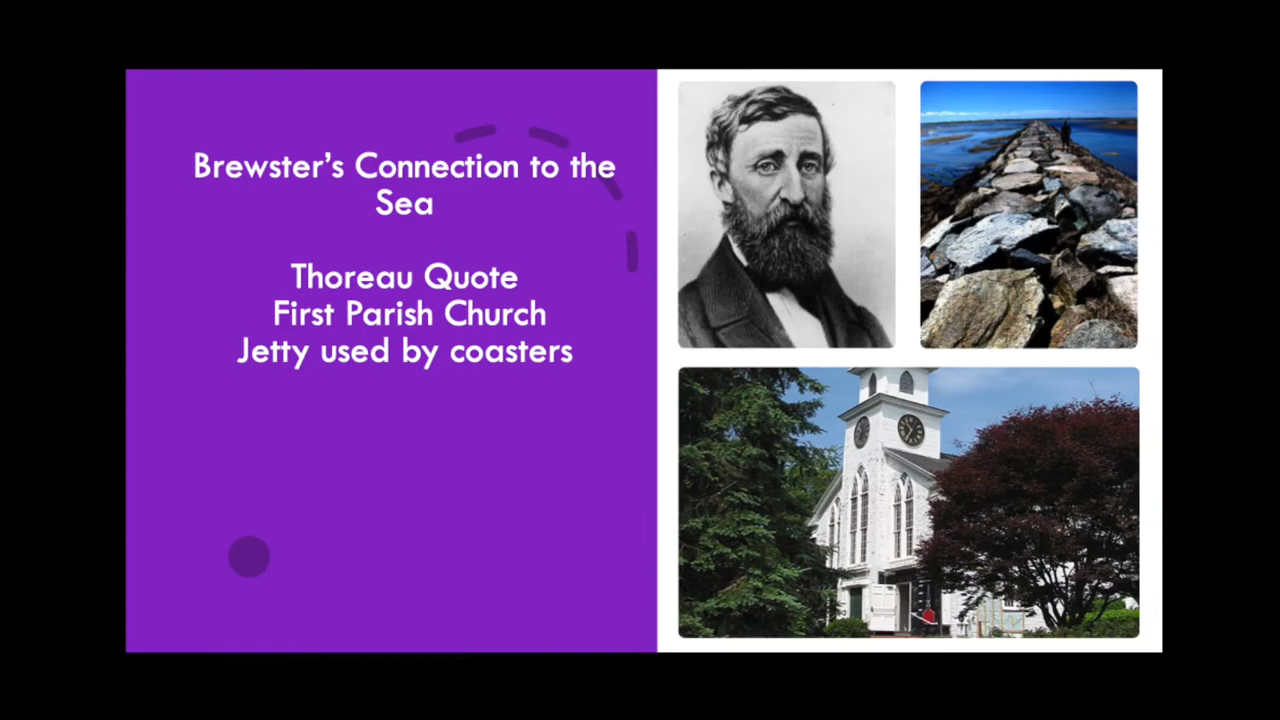 Brewster’s Connection to the
Sea
Thoreau Quote
First Parish Church
Jetty used by coasters